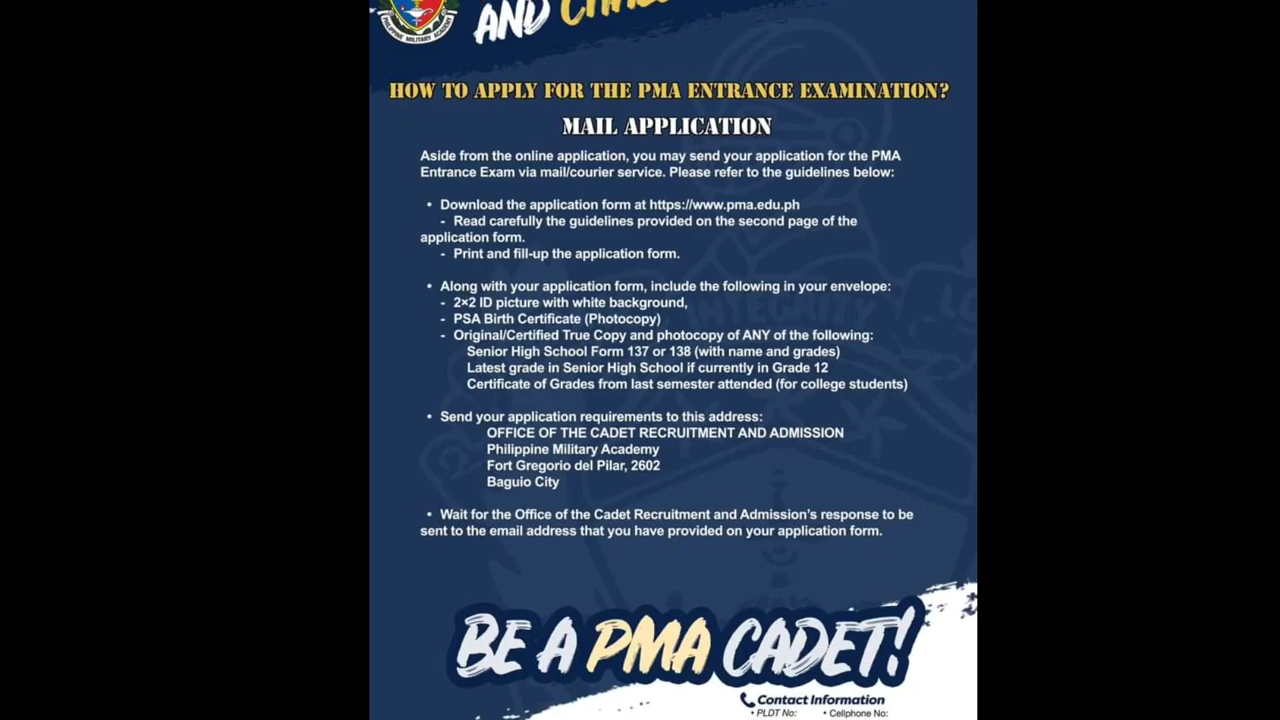 PHILIPPINE MILITARY ACADEMY
AND
HOW TO APPLY FOR THE PMA ENTRANCE EXAMINATION?
MAIL APPLICATION
Aside from the online application, you may send your application for the PMA
Entrance Exam via mail/courier service. Please refer to the guidelines below:
• Download the application form at https://www.pma.edu.ph
- Read carefully the guidelines provided on the second page of the
application form.
- Print and fill-up the application form.
• Along with your application form, include the following in your envelope:
- 2×2 ID picture with white background,
- PSA Birth Certificate (Photocopy)
- Original/Certified True Copy and photocopy of ANY of the following:
Senior High School Form 137 or 138 (with name and grades)
Latest grade in Senior High School if currently in Grade 12
Certificate of Grades from last semester attended (for college students)
• Send your application requirements to this address:
OFFICE OF THE CADET RECRUITMENT AND ADMISSION
Philippine Military Academy
Fort Gregorio del Pilar, 2602
Baguio City
• Wait for the Office of the Cadet Recruitment and Admission's response to be
sent to the email address that you have provided on your application form.
INTEGRITY
BE A PMA CADET!
Contact Information
• PLDT No: • Cellphone No: